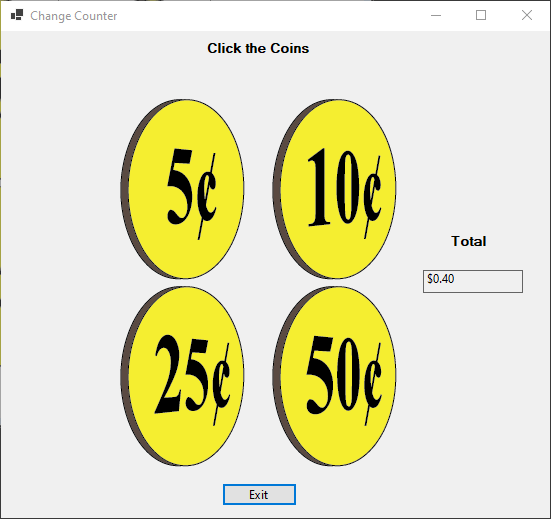 Change Counter
Click the Coins
5¢
10¢
Total
$0.40
25¢
50¢
Exit